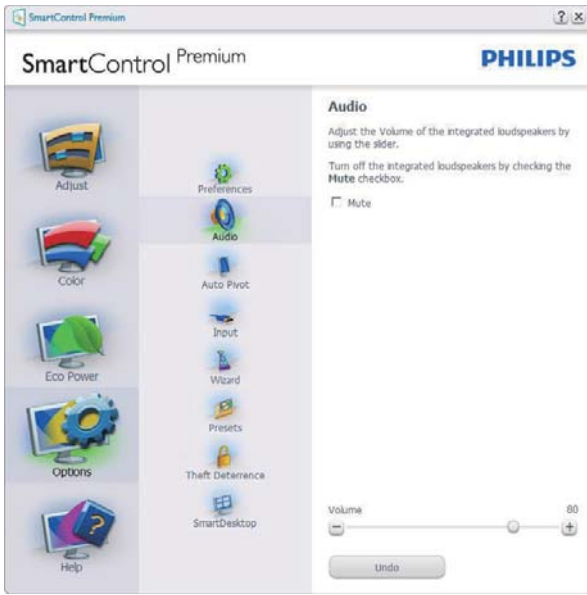 SmartControl Premium
SmartControl Premium
PHILIPS
Adjust
Color
Eco Power
Options
Help
Preferences
Audio
Auto Pivot
Input
Wizard
Presets
Theft Deterrence
SmartDesktop
Audio
Adjust the Volume of the integrated loudspeakers by
using the slider.
Turn off the integrated loudspeakers by checking the
Mute checkbox.
Mute
Volume 80
Undo